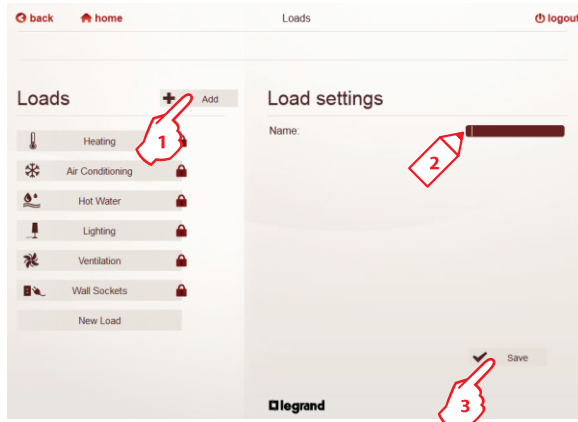 back home Loads logout
Loads
Add
Load settings
Name:
Heating
1
2
Air Conditioning
Hot Water
Lighting
Ventilation
Wall Sockets
New Load
Save
3
legrand